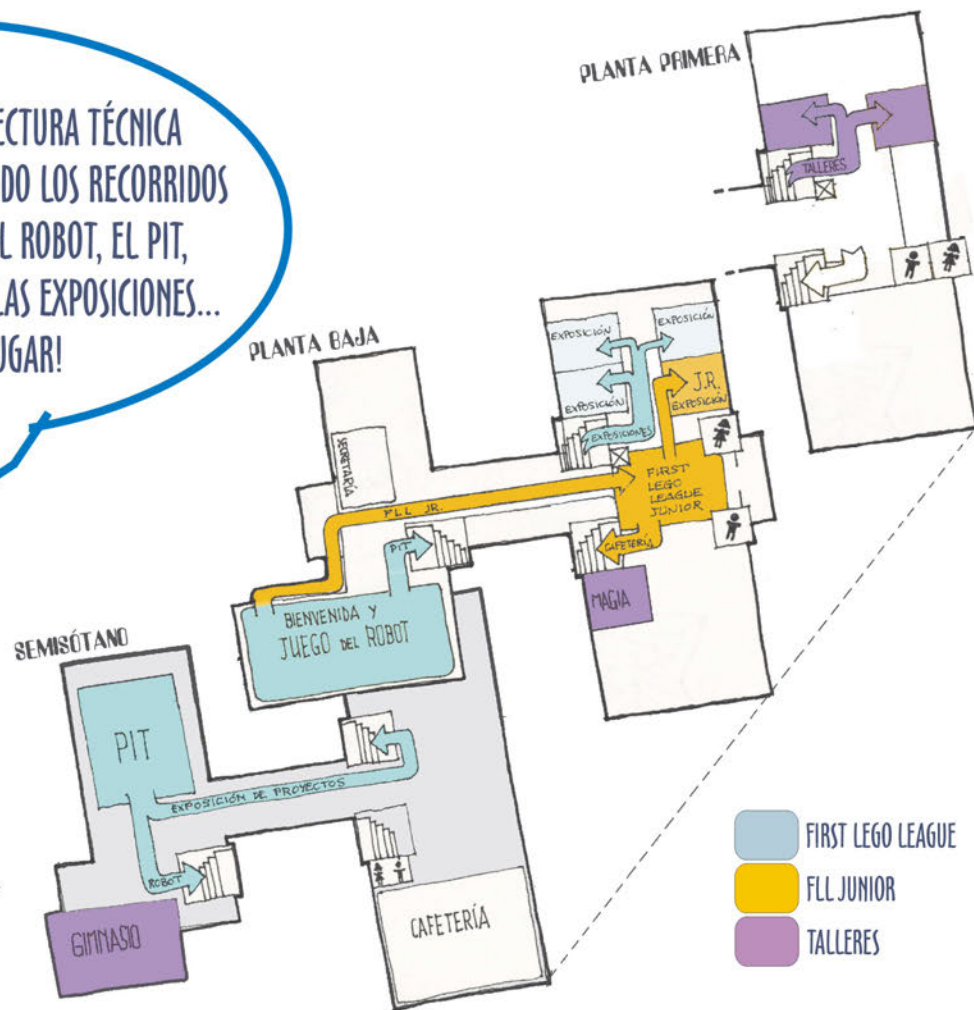 ECTURA TÉCNICA
DO LOS RECORRIDOS
L ROBOT, EL PIT,
LAS EXPOSICIONES...
UGAR!
PLANTA PRIMERA
TALLERES
PLANTA BAJA
EXPOSICIÓN
EXPOSICIÓN
EXPOSICIÓN
J.R.
EXPOSICIÓN
EXPOSICIONES
SECRETARÍA
FIRST
LEGO
LEAGUE
JUNIOR
FLL JR.
PIT
CAFETERÍA
MAGIA
BIENVENIDA Y
JUEGO DEL ROBOT
SEMISÓTANO
PIT
EXPOSICIÓN DE PROYECTOS
ROBOT
GIMNASIO
CAFETERÍA
FIRST LEGO LEAGUE
FLL JUNIOR
TALLERES